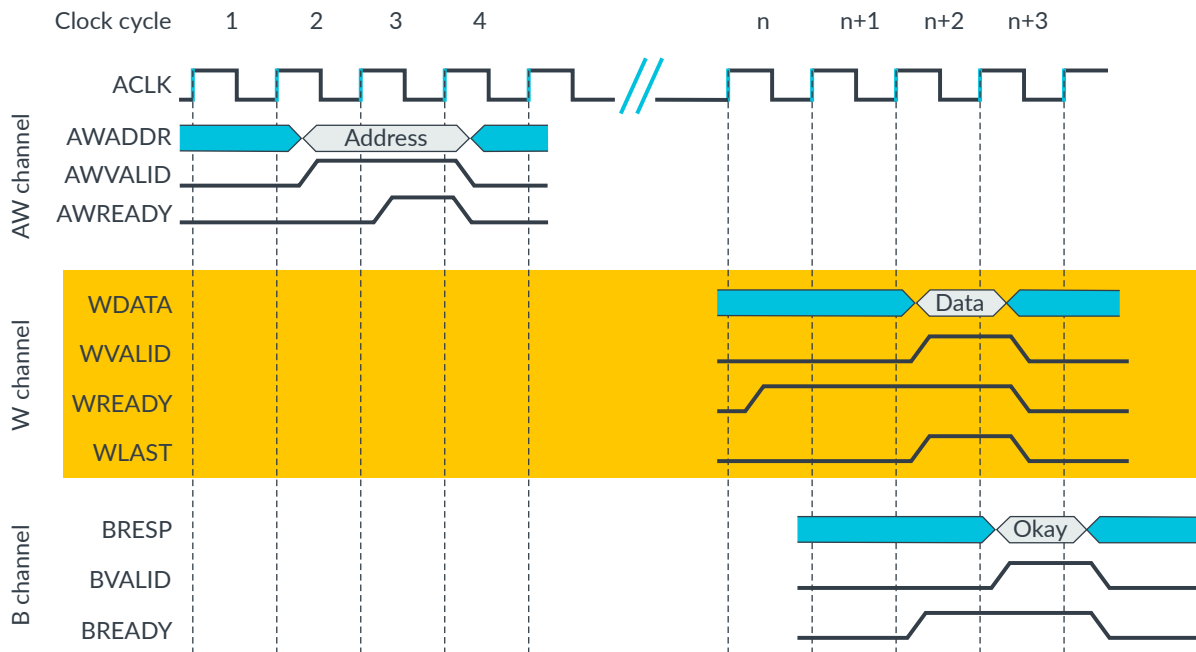 Clock cycle 1 2 3 4 n n+1 n+2 n+3
ACLK
AW channel
AWADDR Address
AWVALID
AWREADY
W channel
WDATA Data
WVALID
WREADY
WLAST
B channel
BRESP Okay
BVALID
BREADY